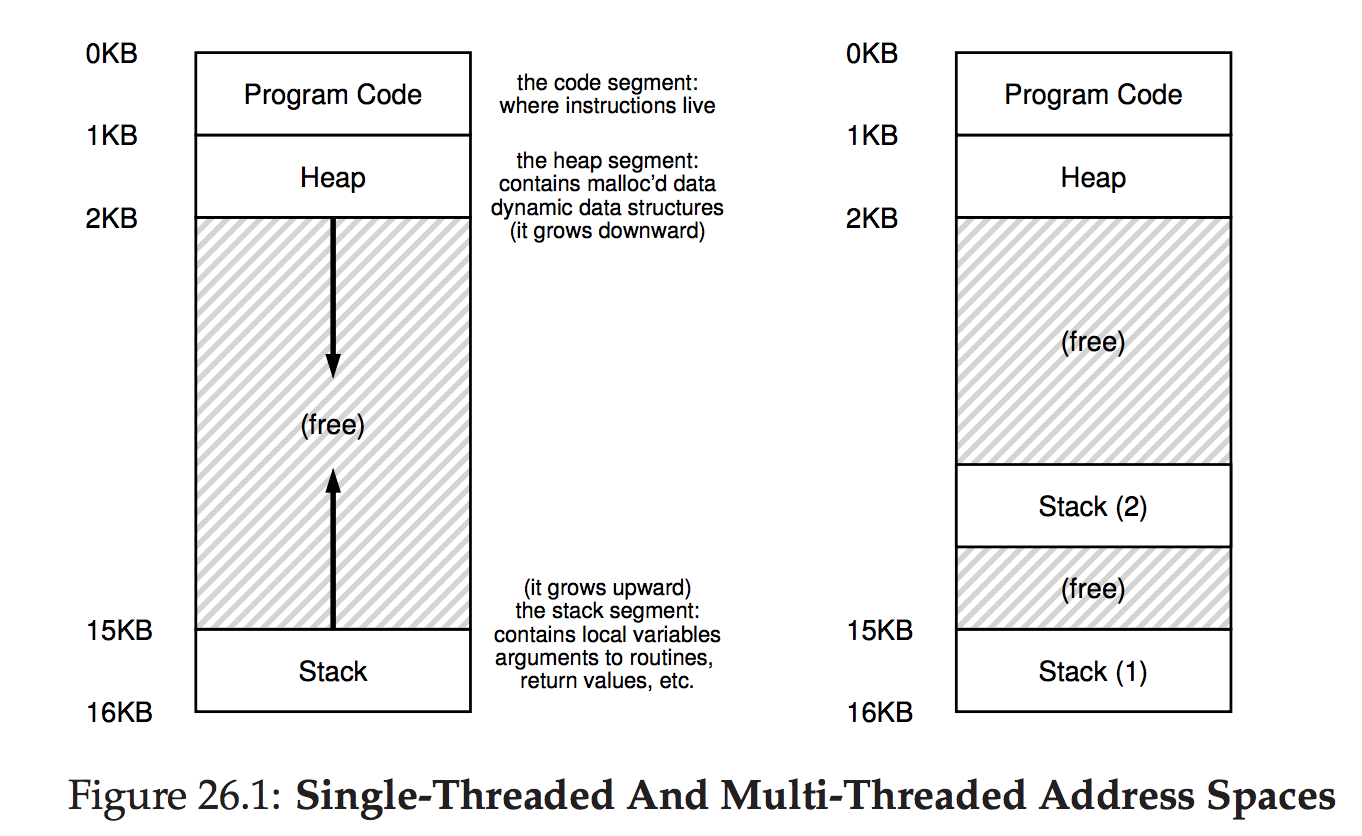 0KB
Program Code
the code segment:
where instructions live
1KB
Heap
the heap segment:
contains malloc'd data
dynamic data structures
(it grows downward)
2KB
(free)
(it grows upward)
the stack segment:
contains local variables
arguments to routines,
return values, etc.
15KB
Stack
16KB
0KB
Program Code
1KB
Heap
2KB
(free)
Stack (2)
(free)
15KB
Stack (1)
16KB
Figure 26.1: Single-Threaded And Multi-Threaded Address Spaces